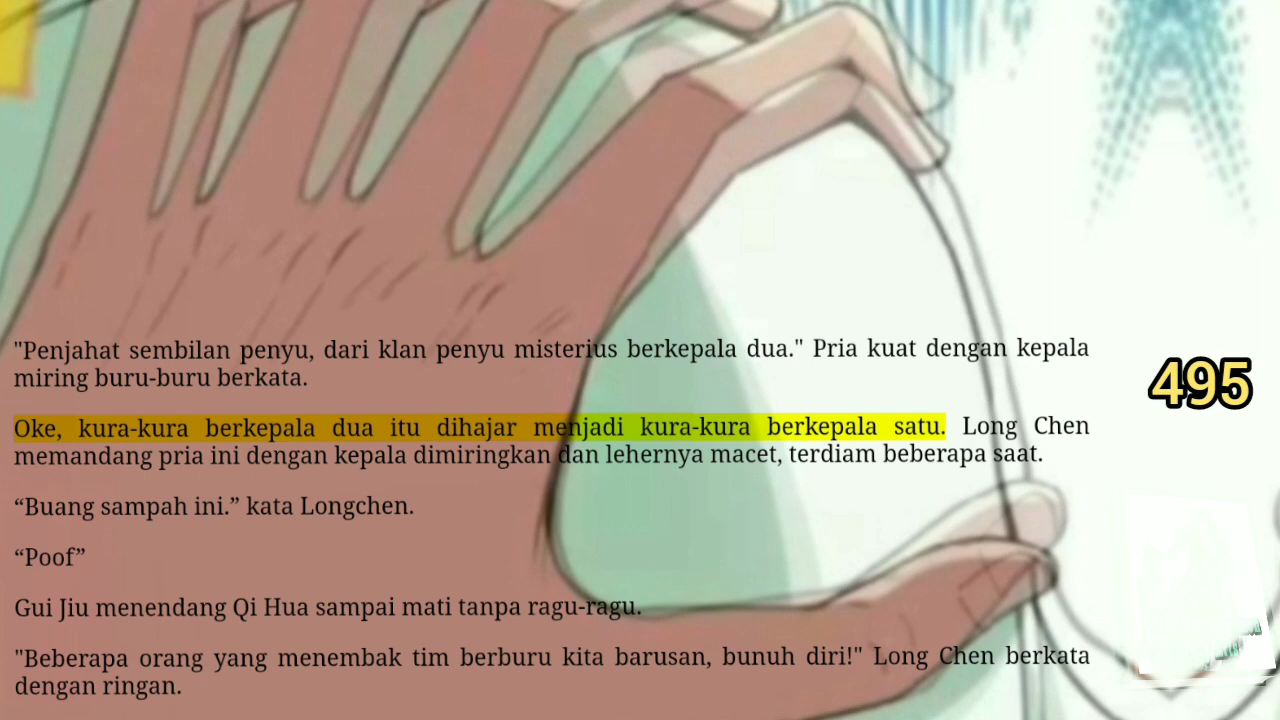 "Penjahat sembilan penyu, dari klan penyu misterius berkepala dua." Pria kuat dengan kepala
miring buru-buru berkata.
Oke, kura-kura berkepala dua itu dihajar menjadi kura-kura berkepala satu. Long Chen
memandang pria ini dengan kepala dimiringkan dan lehernya macet, terdiam beberapa saat.
495
“Buang sampah ini.” kata Longchen.
“Poof”
Gui Jiu menendang Qi Hua sampai mati tanpa ragu-ragu.
"Beberapa orang yang menembak tim berburu kita barusan, bunuh diri!" Long Chen berkata
dengan ringan.